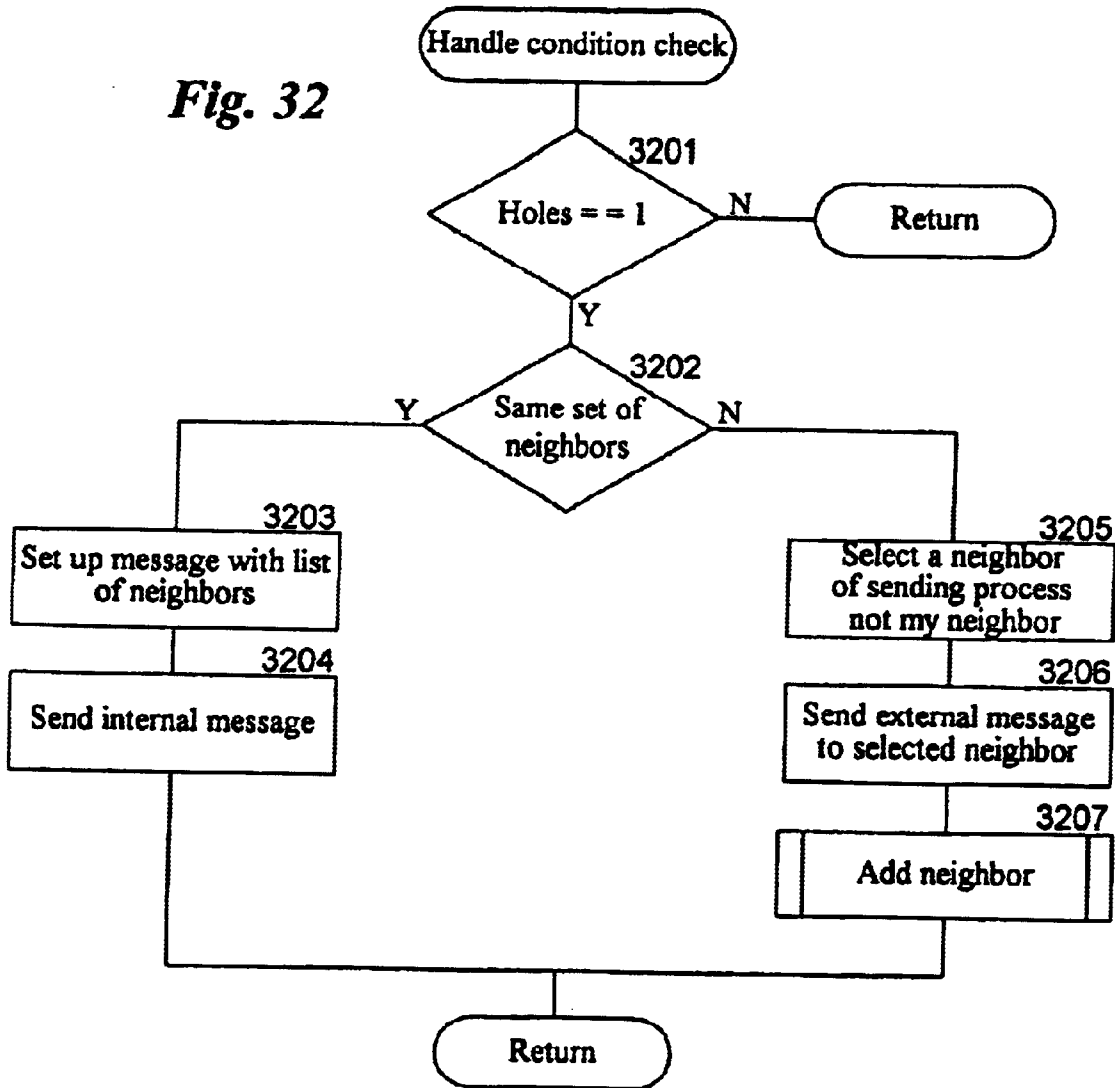 Handle condition check
Fig. 32
3201
Holes = = 1
N
Return
Y
3202
Y
Same set of
neighbors
N
3203
Set up message with list
of neighbors
3204
Send internal message
3205
Select a neighbor
of sending process
not my neighbor
3206
Send external message
to selected neighbor
3207
Add neighbor
Return